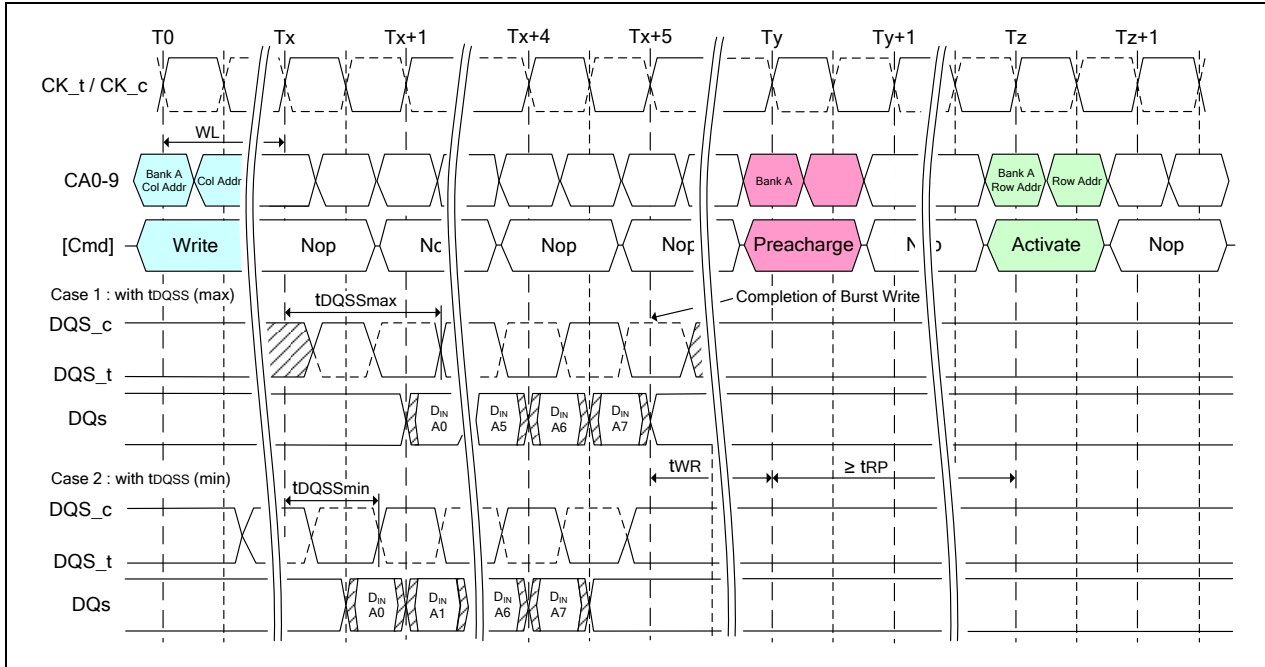 T0 Tx Tx+1 Tx+4 Tx+5 Ty Ty+1 Tz Tz+1
CK_t / CK_c
WL
CA0-9 Bank A Col Addr Col Addr Bank A Bank A Row Addr Row Addr
[Cmd] Write Nop Nop Nop Preacharge Activate Nop
Case 1 : with tDQSS (max) tDQSSmax Completion of Burst Write
DQS_c
DQS_t
DQs DIN A0 DIN A5 DIN A6 DIN A7
tWR ≥ tRP
Case 2 : with tDQSS (min) tDQSSmin
DQS_c
DQS_t
DQs DIN A0 DIN A1 DIN A6 DIN A7